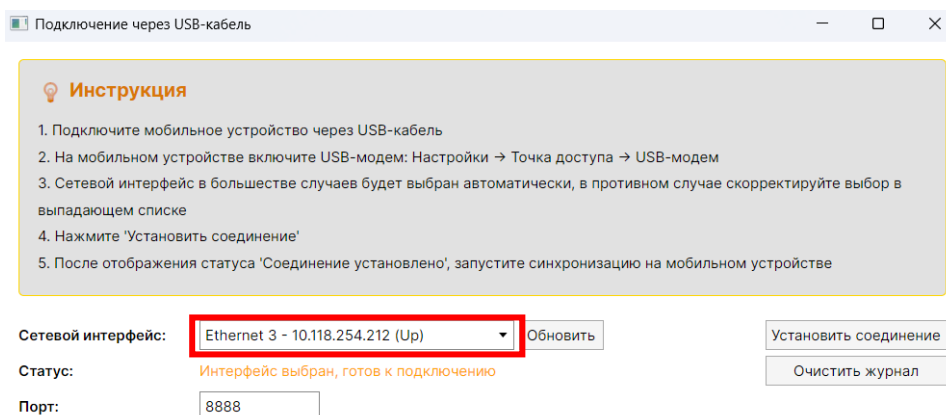 Подключение через USB-кабель
Инструкция
1. Подключите мобильное устройство через USB-кабель
2. На мобильном устройстве включите USB-модем: Настройки → Точка доступа → USB-модем
3. Сетевой интерфейс в большестве случаев будет выбран автоматически, в противном случае скорректируйте выбор в
выпадающем списке
4. Нажмите 'Установить соединение'
5. После отображения статуса 'Соединение установлено', запустите синхронизацию на мобильном устройстве
Сетевой интерфейс: Ethernet 3 - 10.118.254.212 (Up) Обновить Установить соединение
Статус: Интерфейс выбран, готов к подключению Очистить журнал
Порт: 8888